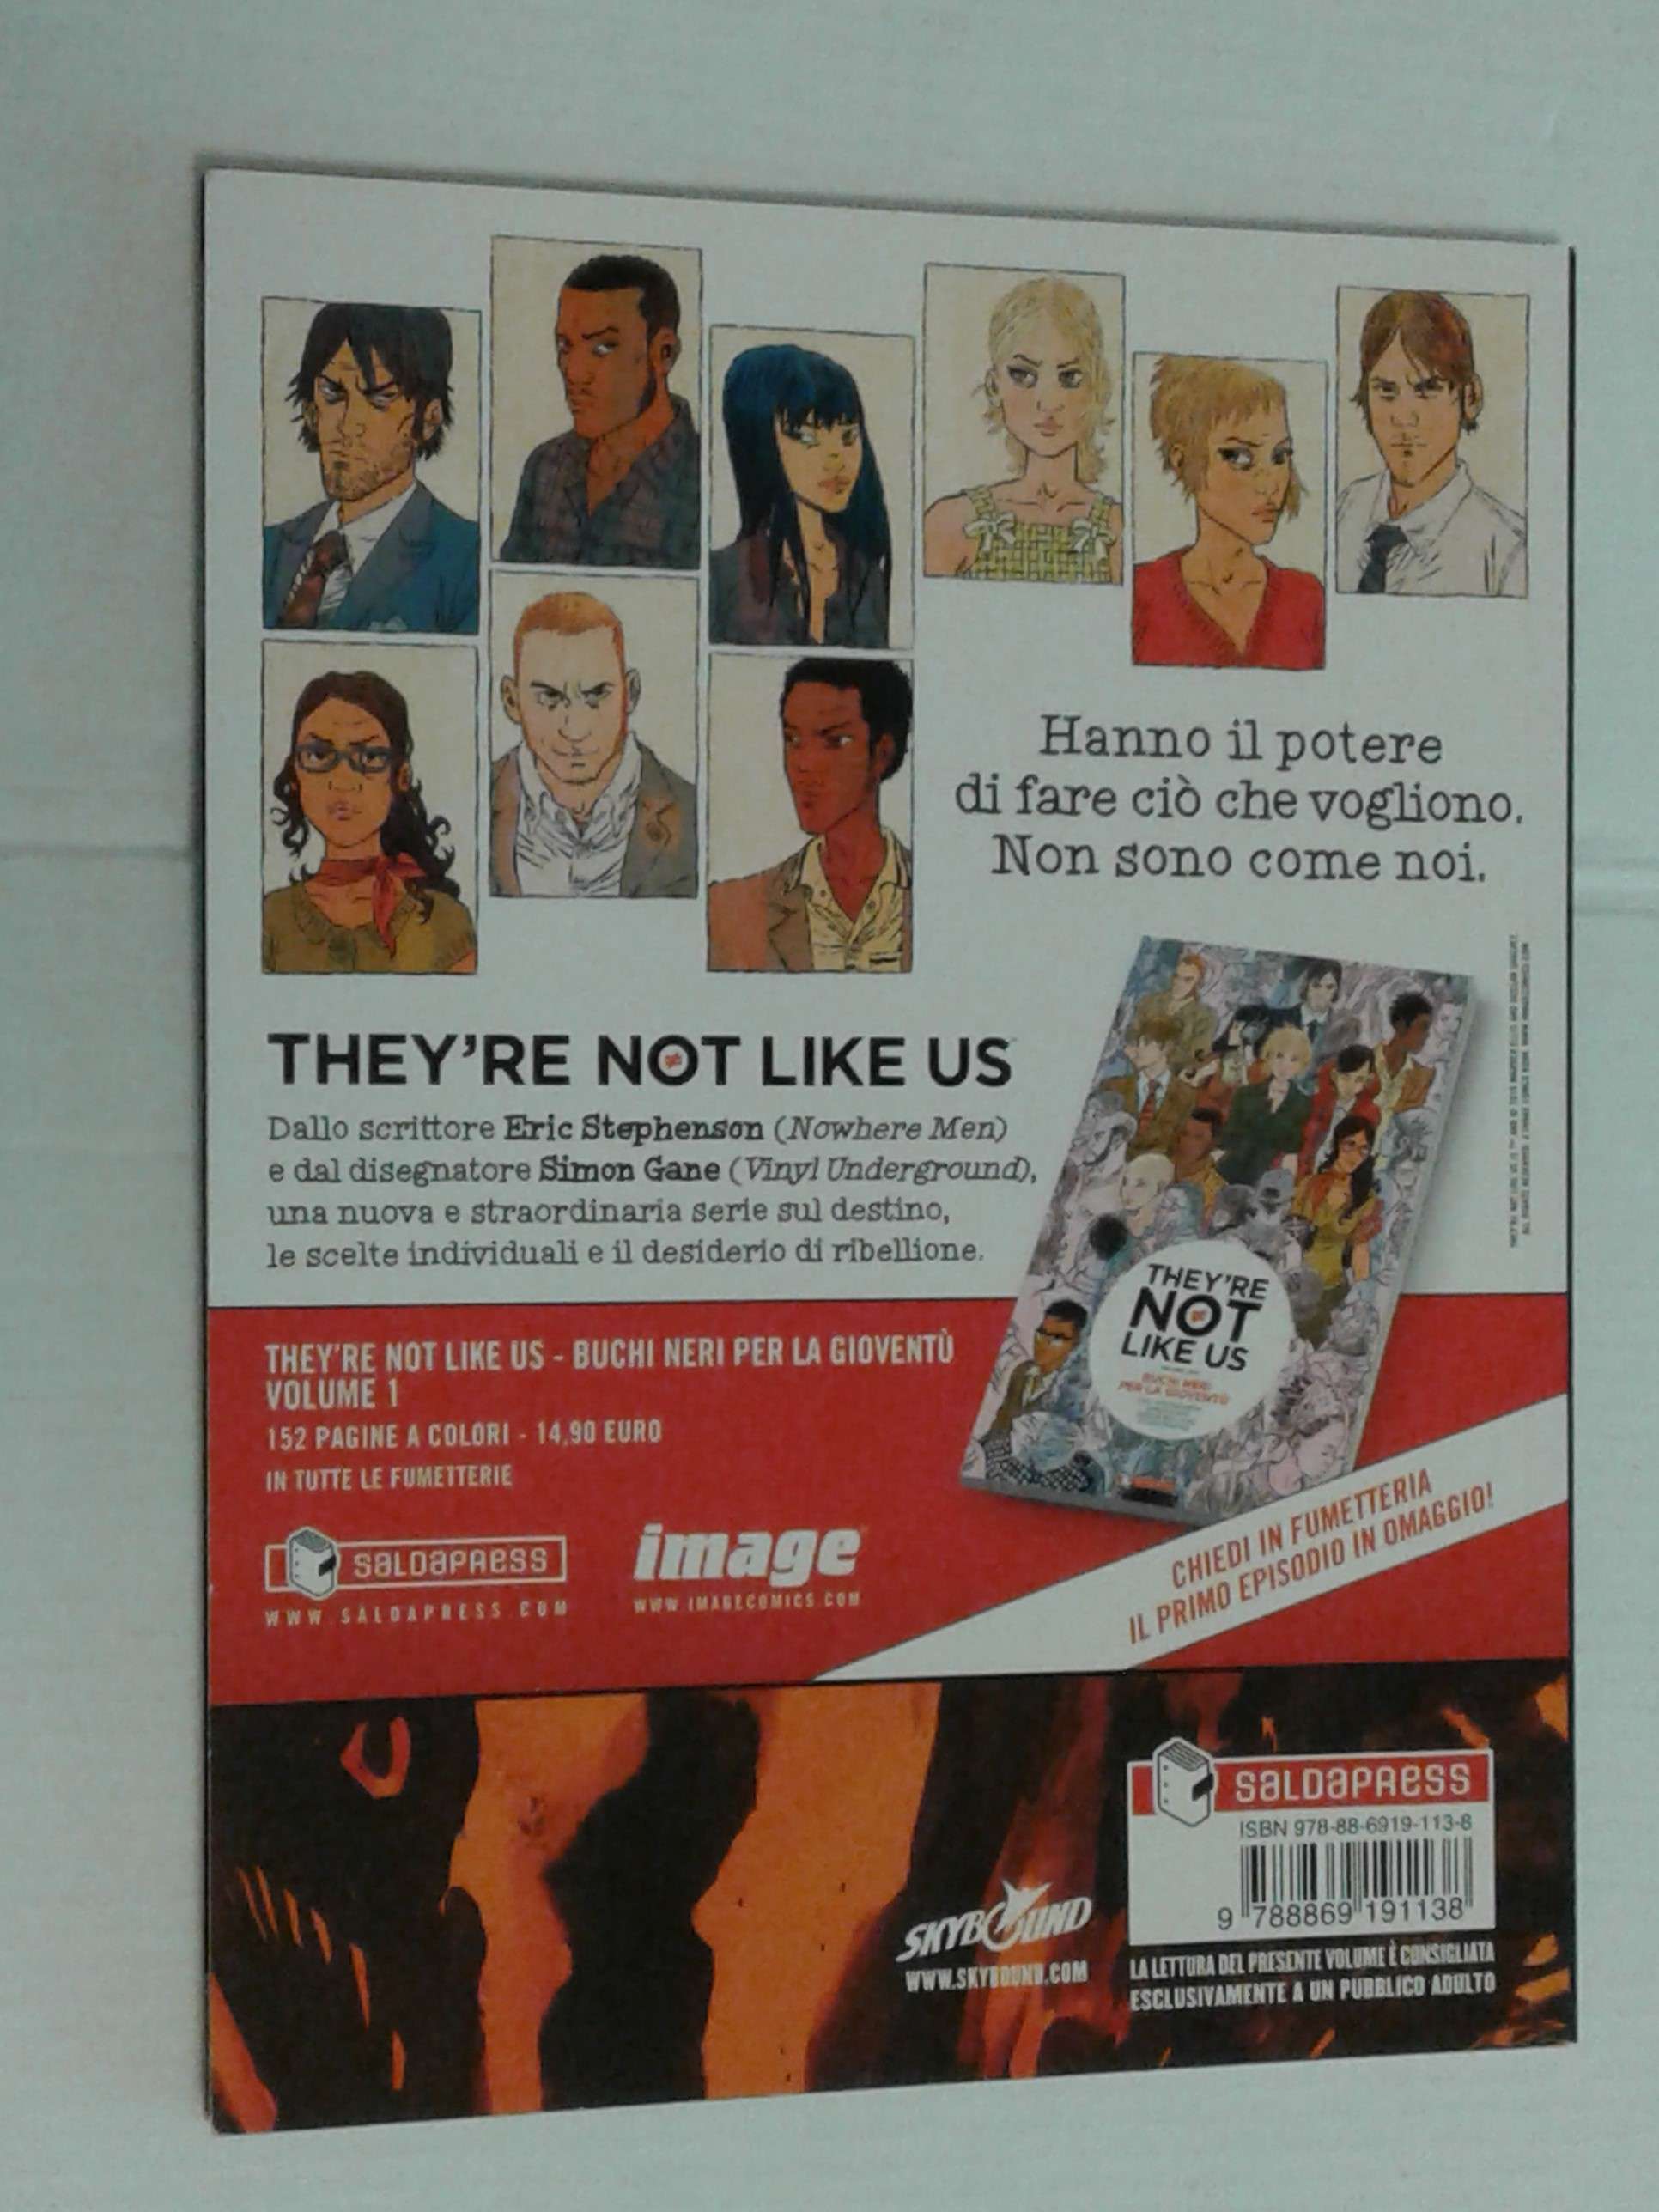 Hanno il potere
di fare ciò che vogliono.
Non sono come noi.
THEY'RE NOT LIKE US
Dallo scrittore Eric Stephenson (Nowhere Men)
e dal disegnatore Simon Gane (Vinyl Underground),
una nuova e straordinaria serie sul destino,
le scelte individuali e il desiderio di ribellione.
THEY'RE
NOT
LIKE US
BUCHI NERI
PER LA GIOVENTÙ
THEY'RE NOT LIKE US - BUCHI NERI PER LA GIOVENTÙ
VOLUME 1
152 PAGINE A COLORI - 14,90 EURO
IN TUTTE LE FUMETTERIE
SALDAPRESS
WWW.SALDAPRESS.COM
image
WWW.IMAGECOMICS.COM
CHIEDI IN FUMETTERIA
IL PRIMO EPISODIO IN OMAGGIO!
SALDAPRESS
ISBN 978-88-6919-113-8
9 788869 191138
SKYBOUND
WWW.SKYBOUND.COM
LA LETTURA DEL PRESENTE VOLUME È CONSIGLIATA
ESCLUSIVAMENTE A UN PUBBLICO ADULTO